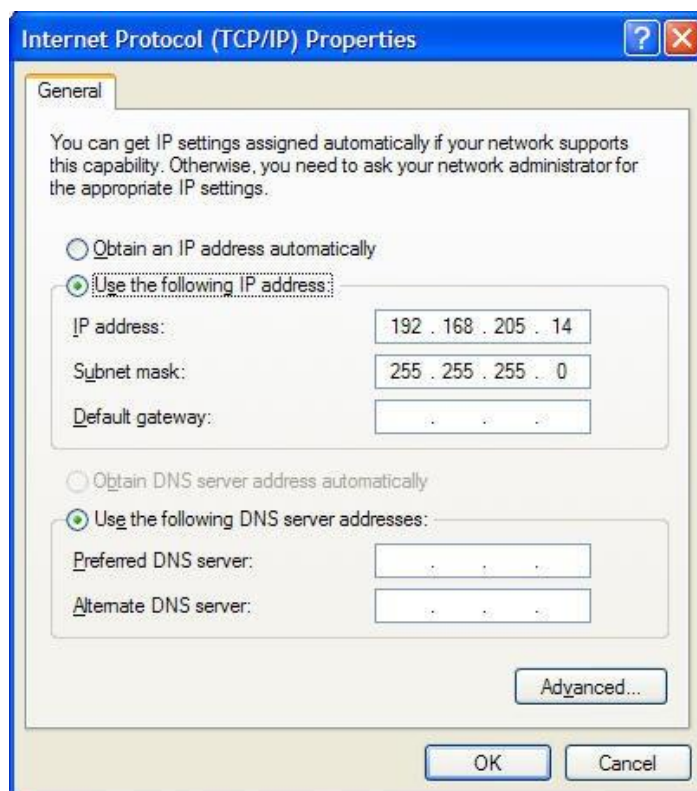 Internet Protocol (TCP/IP) Properties
General
You can get IP settings assigned automatically if your network supports
this capability. Otherwise, you need to ask your network administrator for
the appropriate IP settings.
Obtain an IP address automatically
Use the following IP address:
IP address: 192 . 168 . 205 . 14
Subnet mask: 255 . 255 . 255 . 0
Default gateway: . . .
Obtain DNS server address automatically
Use the following DNS server addresses:
Preferred DNS server: . . .
Alternate DNS server: . . .
Advanced...
OK Cancel